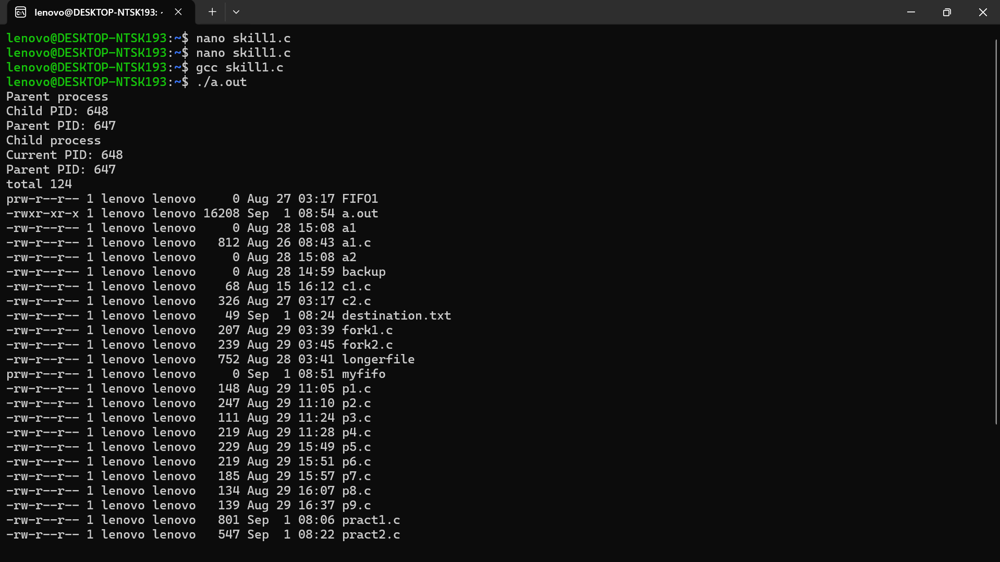 lenovo@DESKTOP-NTSK193: ~
lenovo@DESKTOP-NTSK193:~$ nano skill1.c
lenovo@DESKTOP-NTSK193:~$ nano skill1.c
lenovo@DESKTOP-NTSK193:~$ gcc skill1.c
lenovo@DESKTOP-NTSK193:~$ ./a.out
Parent process
Child PID: 648
Parent PID: 647
Child process
Current PID: 648
Parent PID: 647
total 124
prw-r--r-- 1 lenovo lenovo     0 Aug 27 03:17 FIFO1
-rwxr-xr-x 1 lenovo lenovo 16208 Sep  1 08:54 a.out
-rw-r--r-- 1 lenovo lenovo     0 Aug 28 15:08 a1
-rw-r--r-- 1 lenovo lenovo   812 Aug 26 08:43 a1.c
-rw-r--r-- 1 lenovo lenovo     0 Aug 28 15:08 a2
-rw-r--r-- 1 lenovo lenovo     0 Aug 28 14:59 backup
-rw-r--r-- 1 lenovo lenovo    68 Aug 15 16:12 c1.c
-rw-r--r-- 1 lenovo lenovo   326 Aug 27 03:17 c2.c
-rw-r--r-- 1 lenovo lenovo    49 Sep  1 08:24 destination.txt
-rw-r--r-- 1 lenovo lenovo   207 Aug 29 03:39 fork1.c
-rw-r--r-- 1 lenovo lenovo   239 Aug 29 03:45 fork2.c
-rw-r--r-- 1 lenovo lenovo   752 Aug 28 03:41 longerfile
prw-r--r-- 1 lenovo lenovo     0 Sep  1 08:51 myfifo
-rw-r--r-- 1 lenovo lenovo   148 Aug 29 11:05 p1.c
-rw-r--r-- 1 lenovo lenovo   247 Aug 29 11:10 p2.c
-rw-r--r-- 1 lenovo lenovo   111 Aug 29 11:24 p3.c
-rw-r--r-- 1 lenovo lenovo   219 Aug 29 11:28 p4.c
-rw-r--r-- 1 lenovo lenovo   229 Aug 29 15:49 p5.c
-rw-r--r-- 1 lenovo lenovo   219 Aug 29 15:51 p6.c
-rw-r--r-- 1 lenovo lenovo   185 Aug 29 15:57 p7.c
-rw-r--r-- 1 lenovo lenovo   134 Aug 29 16:07 p8.c
-rw-r--r-- 1 lenovo lenovo   139 Aug 29 16:37 p9.c
-rw-r--r-- 1 lenovo lenovo   801 Sep  1 08:06 pract1.c
-rw-r--r-- 1 lenovo lenovo   547 Sep  1 08:22 pract2.c